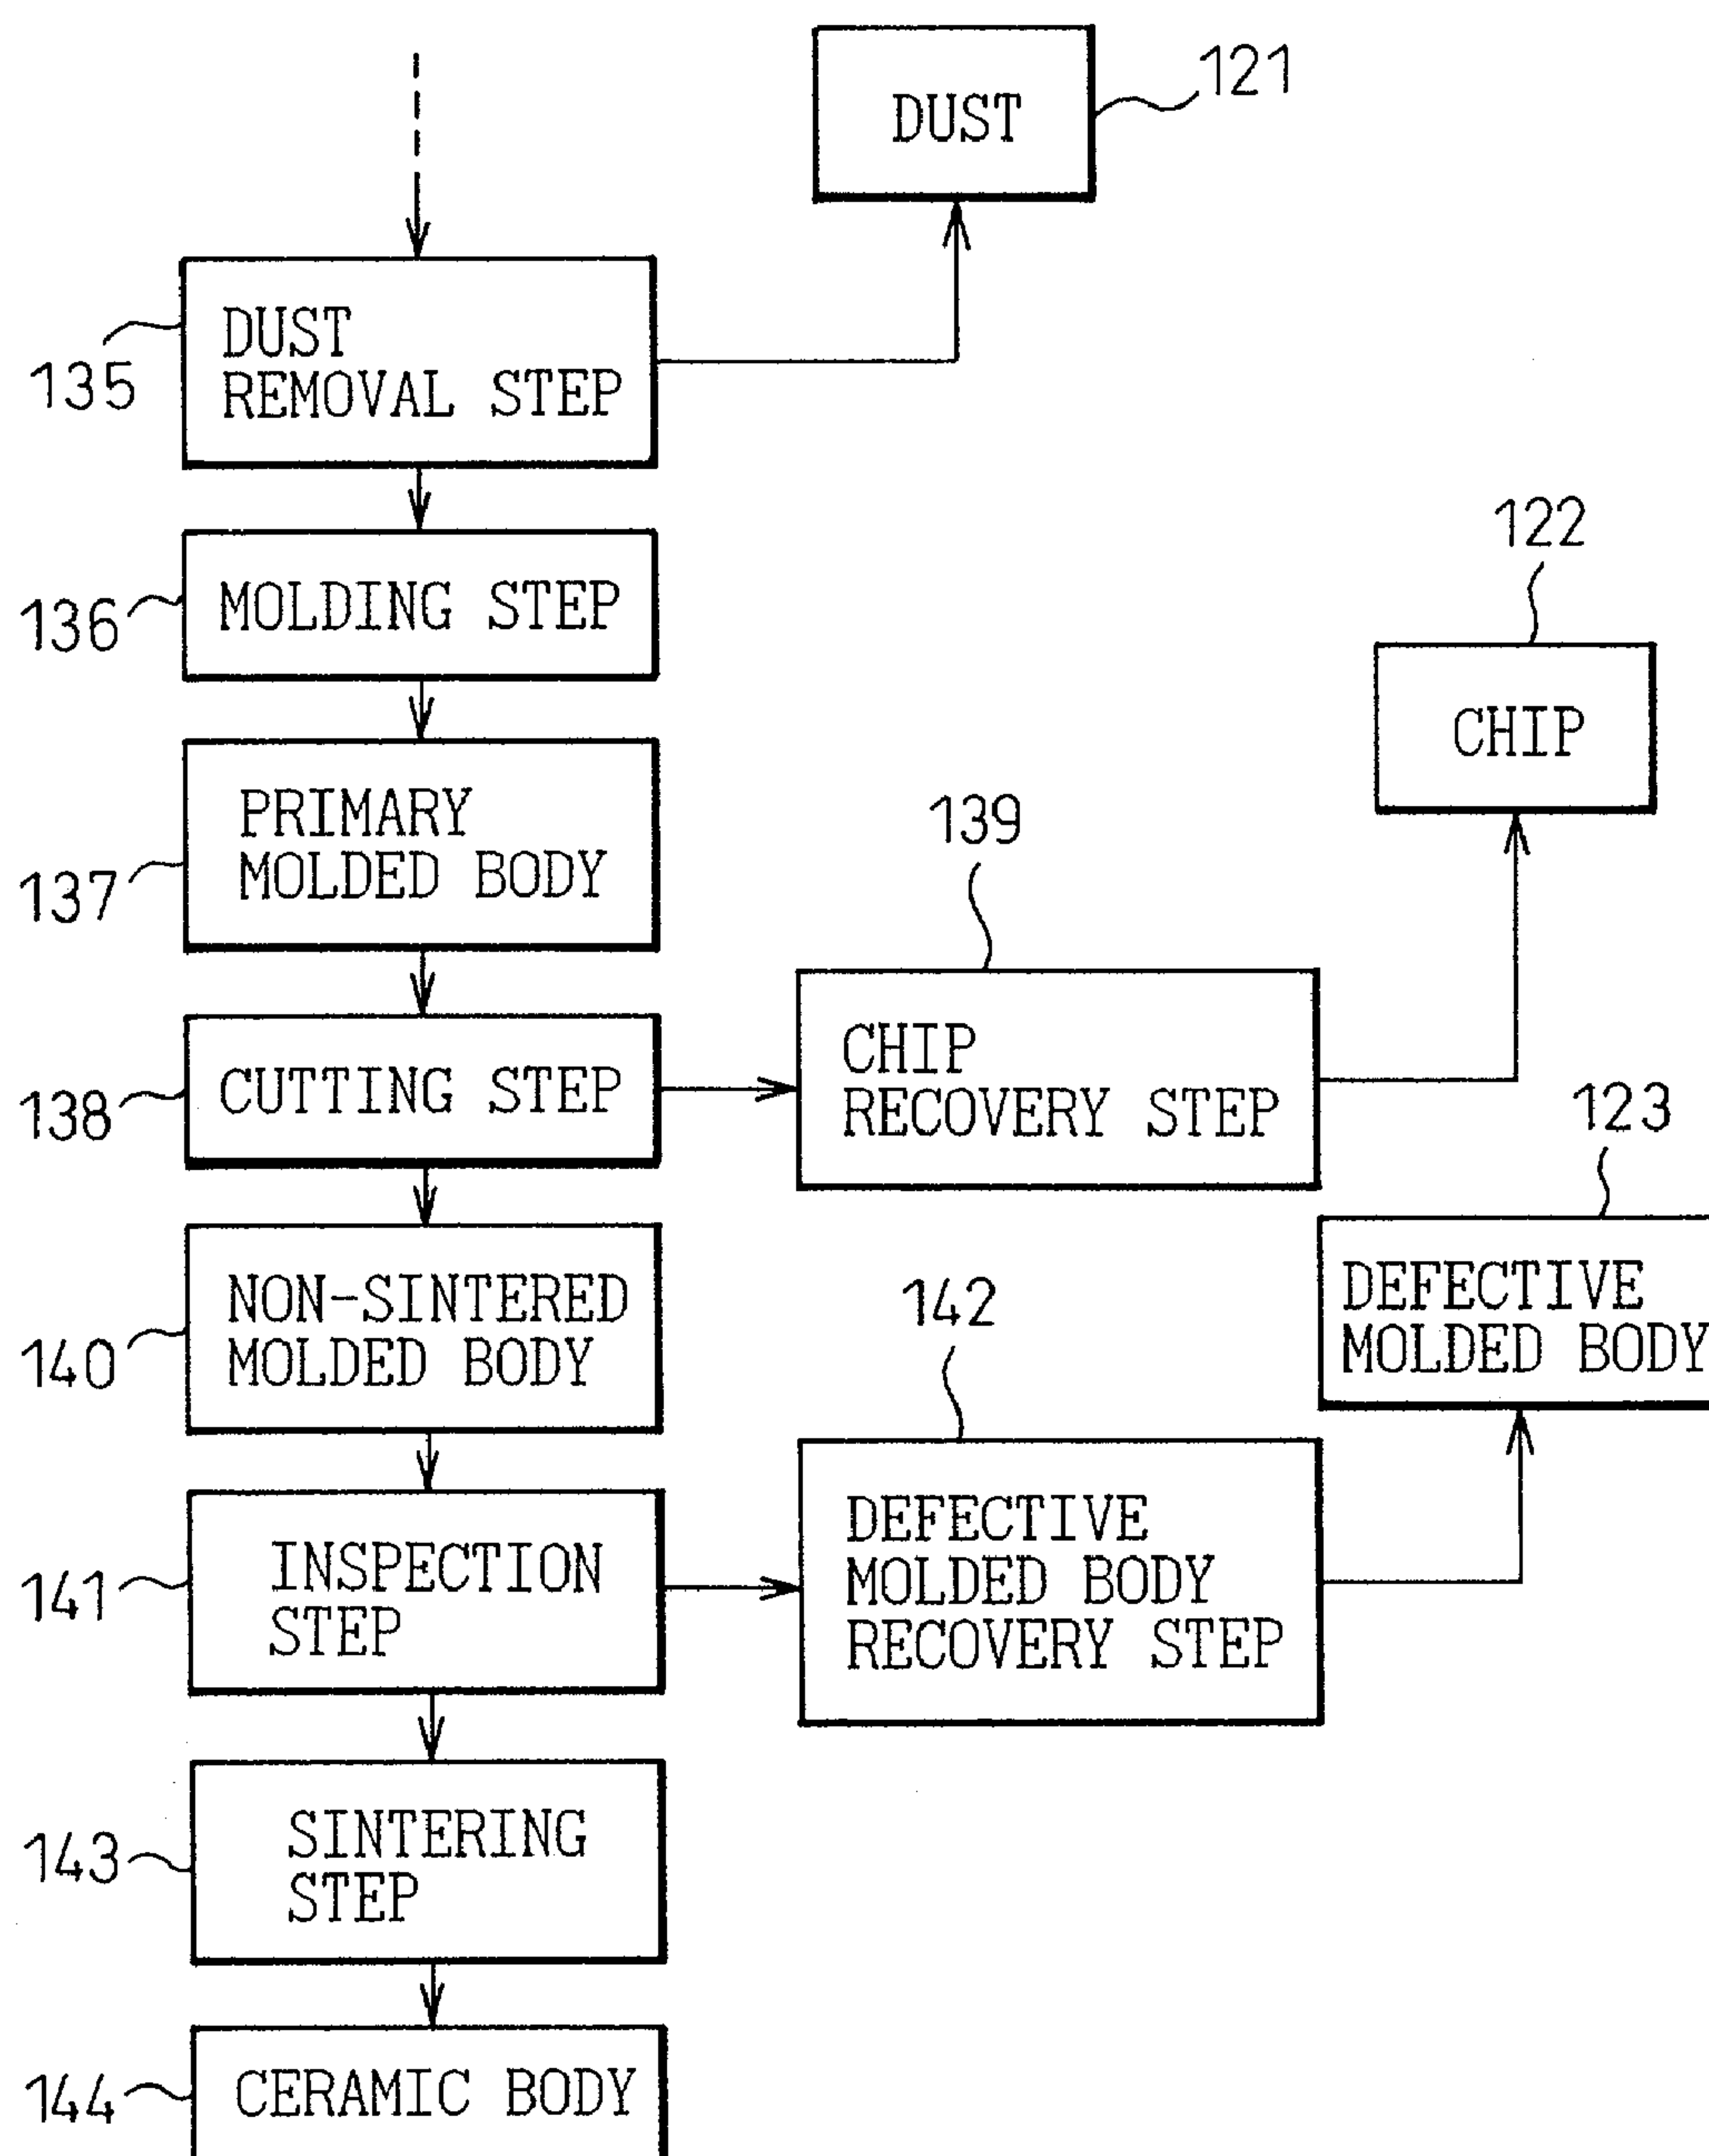 DUST
121
DUST
REMOVAL STEP
135
MOLDING STEP
136
122
CHIP
PRIMARY
MOLDED BODY
137
139
CUTTING STEP
138
CHIP
RECOVERY STEP
123
DEFECTIVE
MOLDED BODY
NON-SINTERED
MOLDED BODY
140
142
INSPECTION
STEP
141
DEFECTIVE
MOLDED BODY
RECOVERY STEP
SINTERING
STEP
143
CERAMIC BODY
144